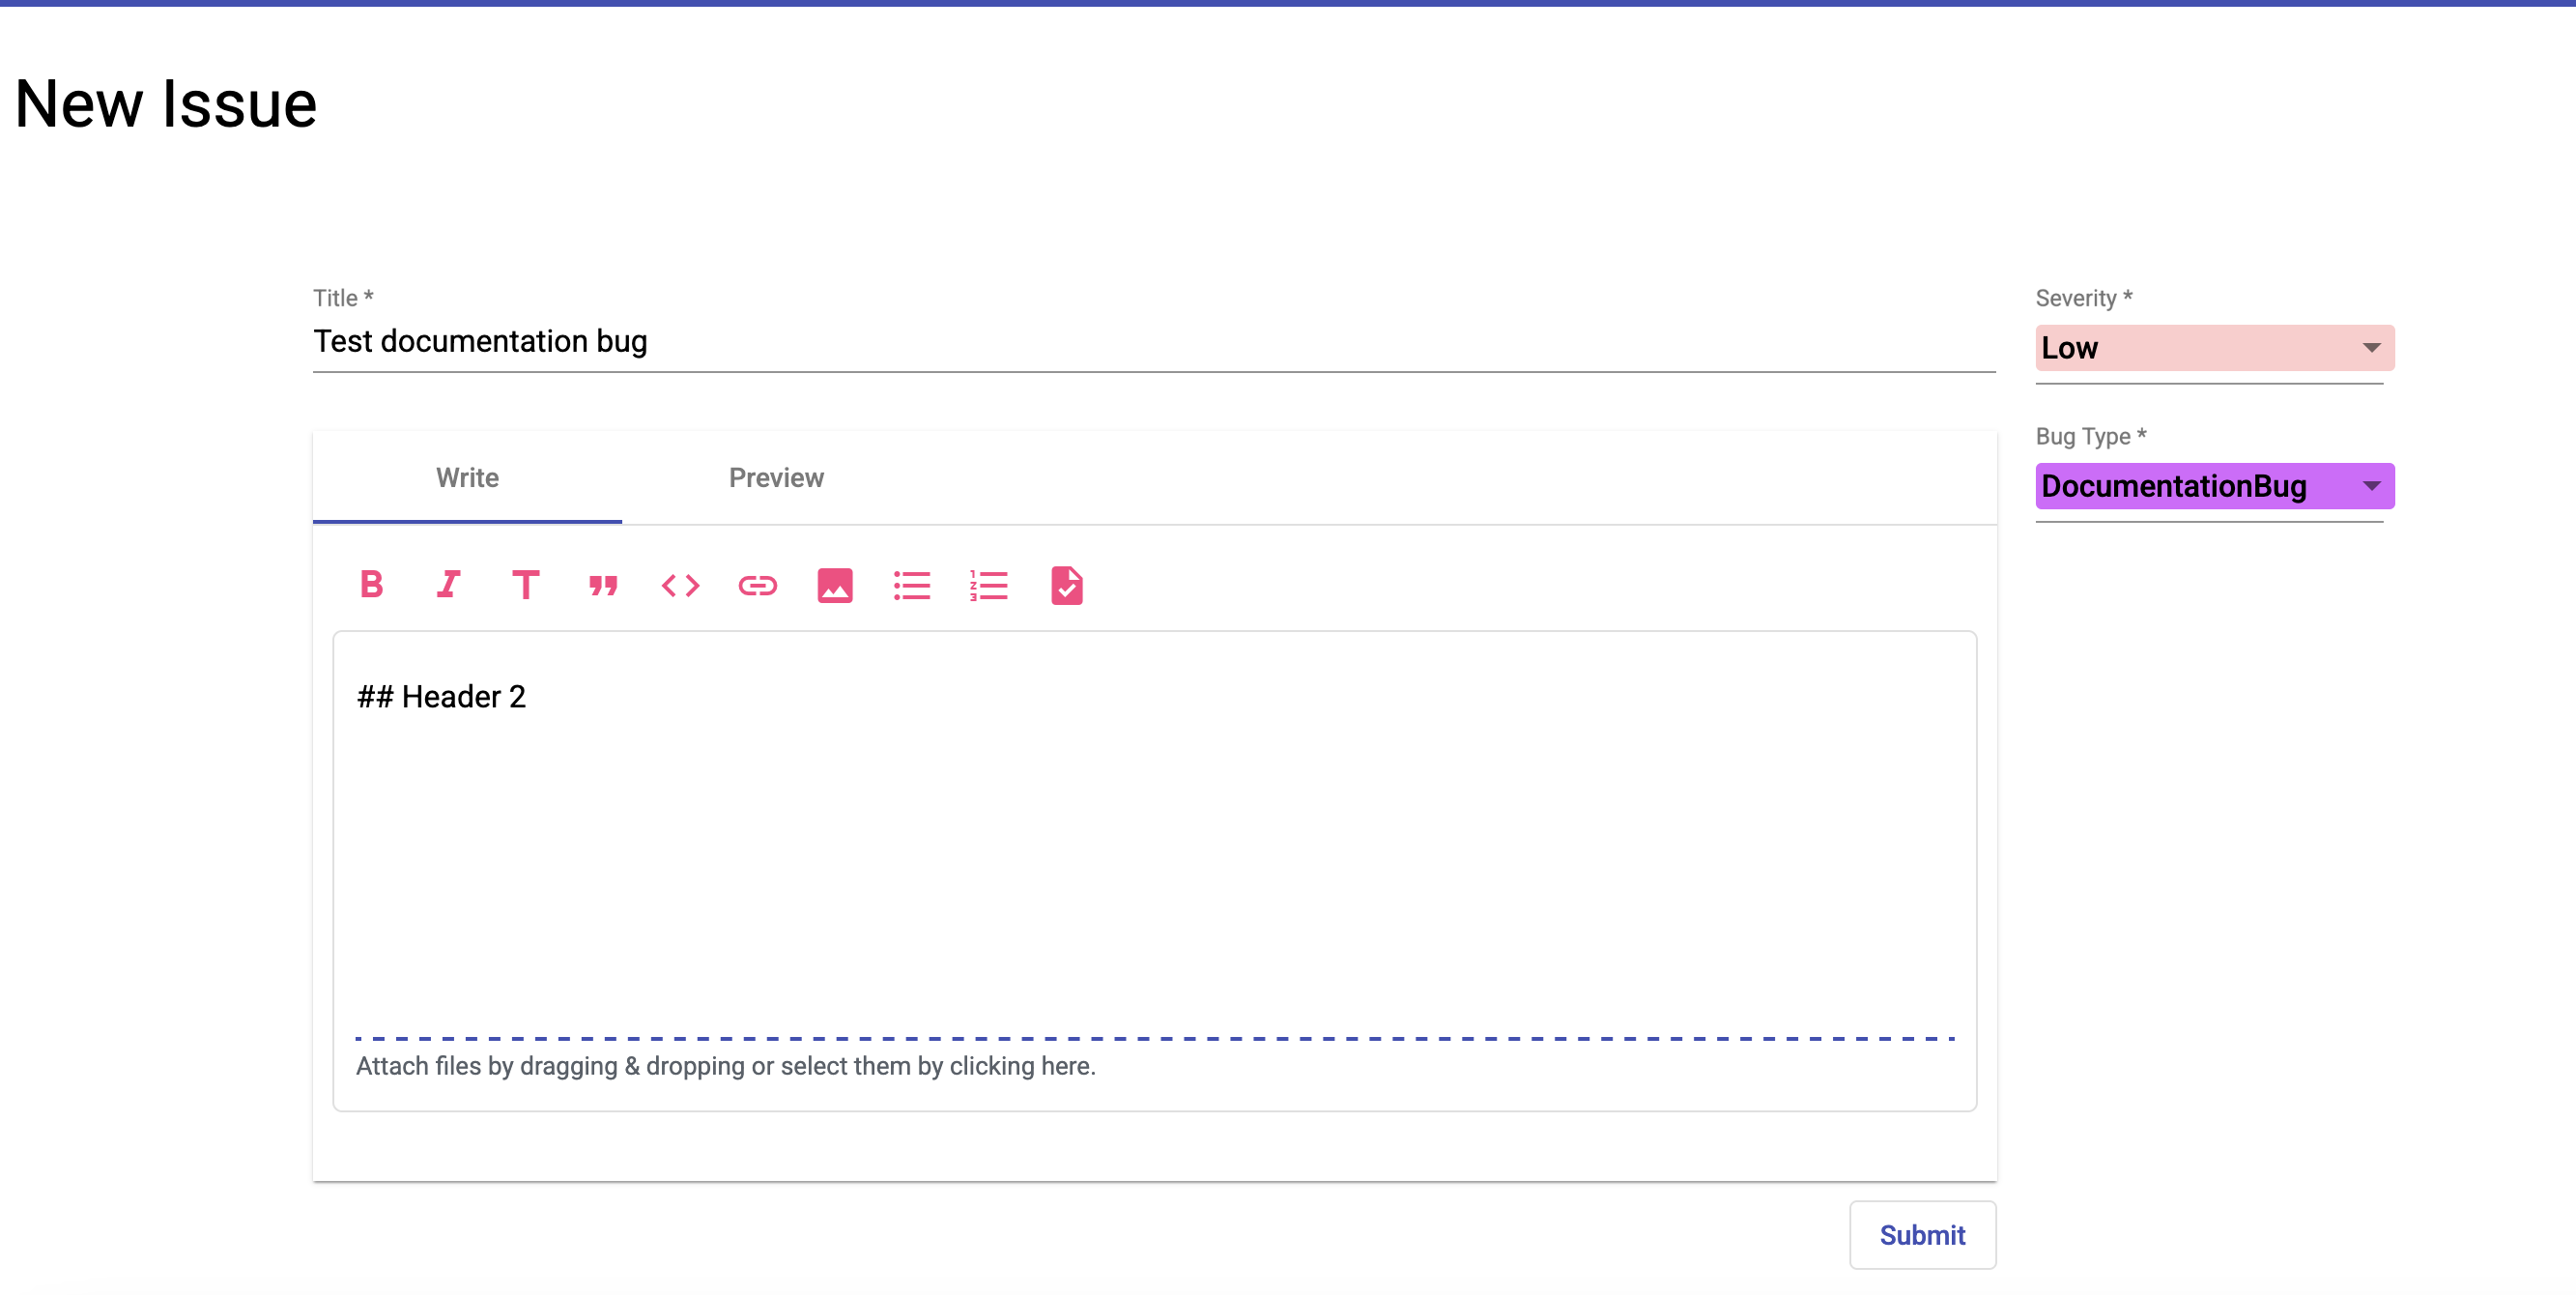 New Issue
Title *
Test documentation bug
Severity *
Low
Bug Type *
DocumentationBug
Write
Preview
## Header 2
Attach files by dragging & dropping or select them by clicking here.
Submit